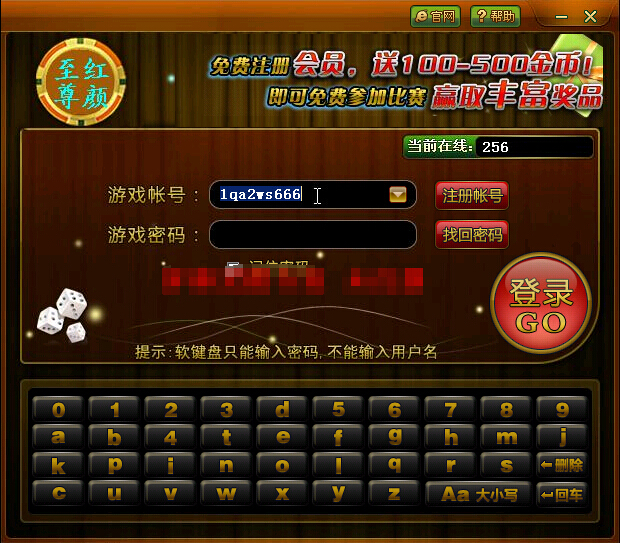 官网 ?帮助
至尊红颜
免费注册会员，送100-500金币!
即可免费参加比赛 赢取丰富奖品
当前在线: 256
游戏帐号： 1qa2ws666 注册帐号
游戏密码： 找回密码
记住密码
登录
GO
提示:软键盘只能输入密码,不能输入用户名
0 1 2 3 d 5 6 7 8 9
a b 4 t e f g h m j
k p i n o l q r s ←删除
c u v w x y z Aa 大小写 ←回车